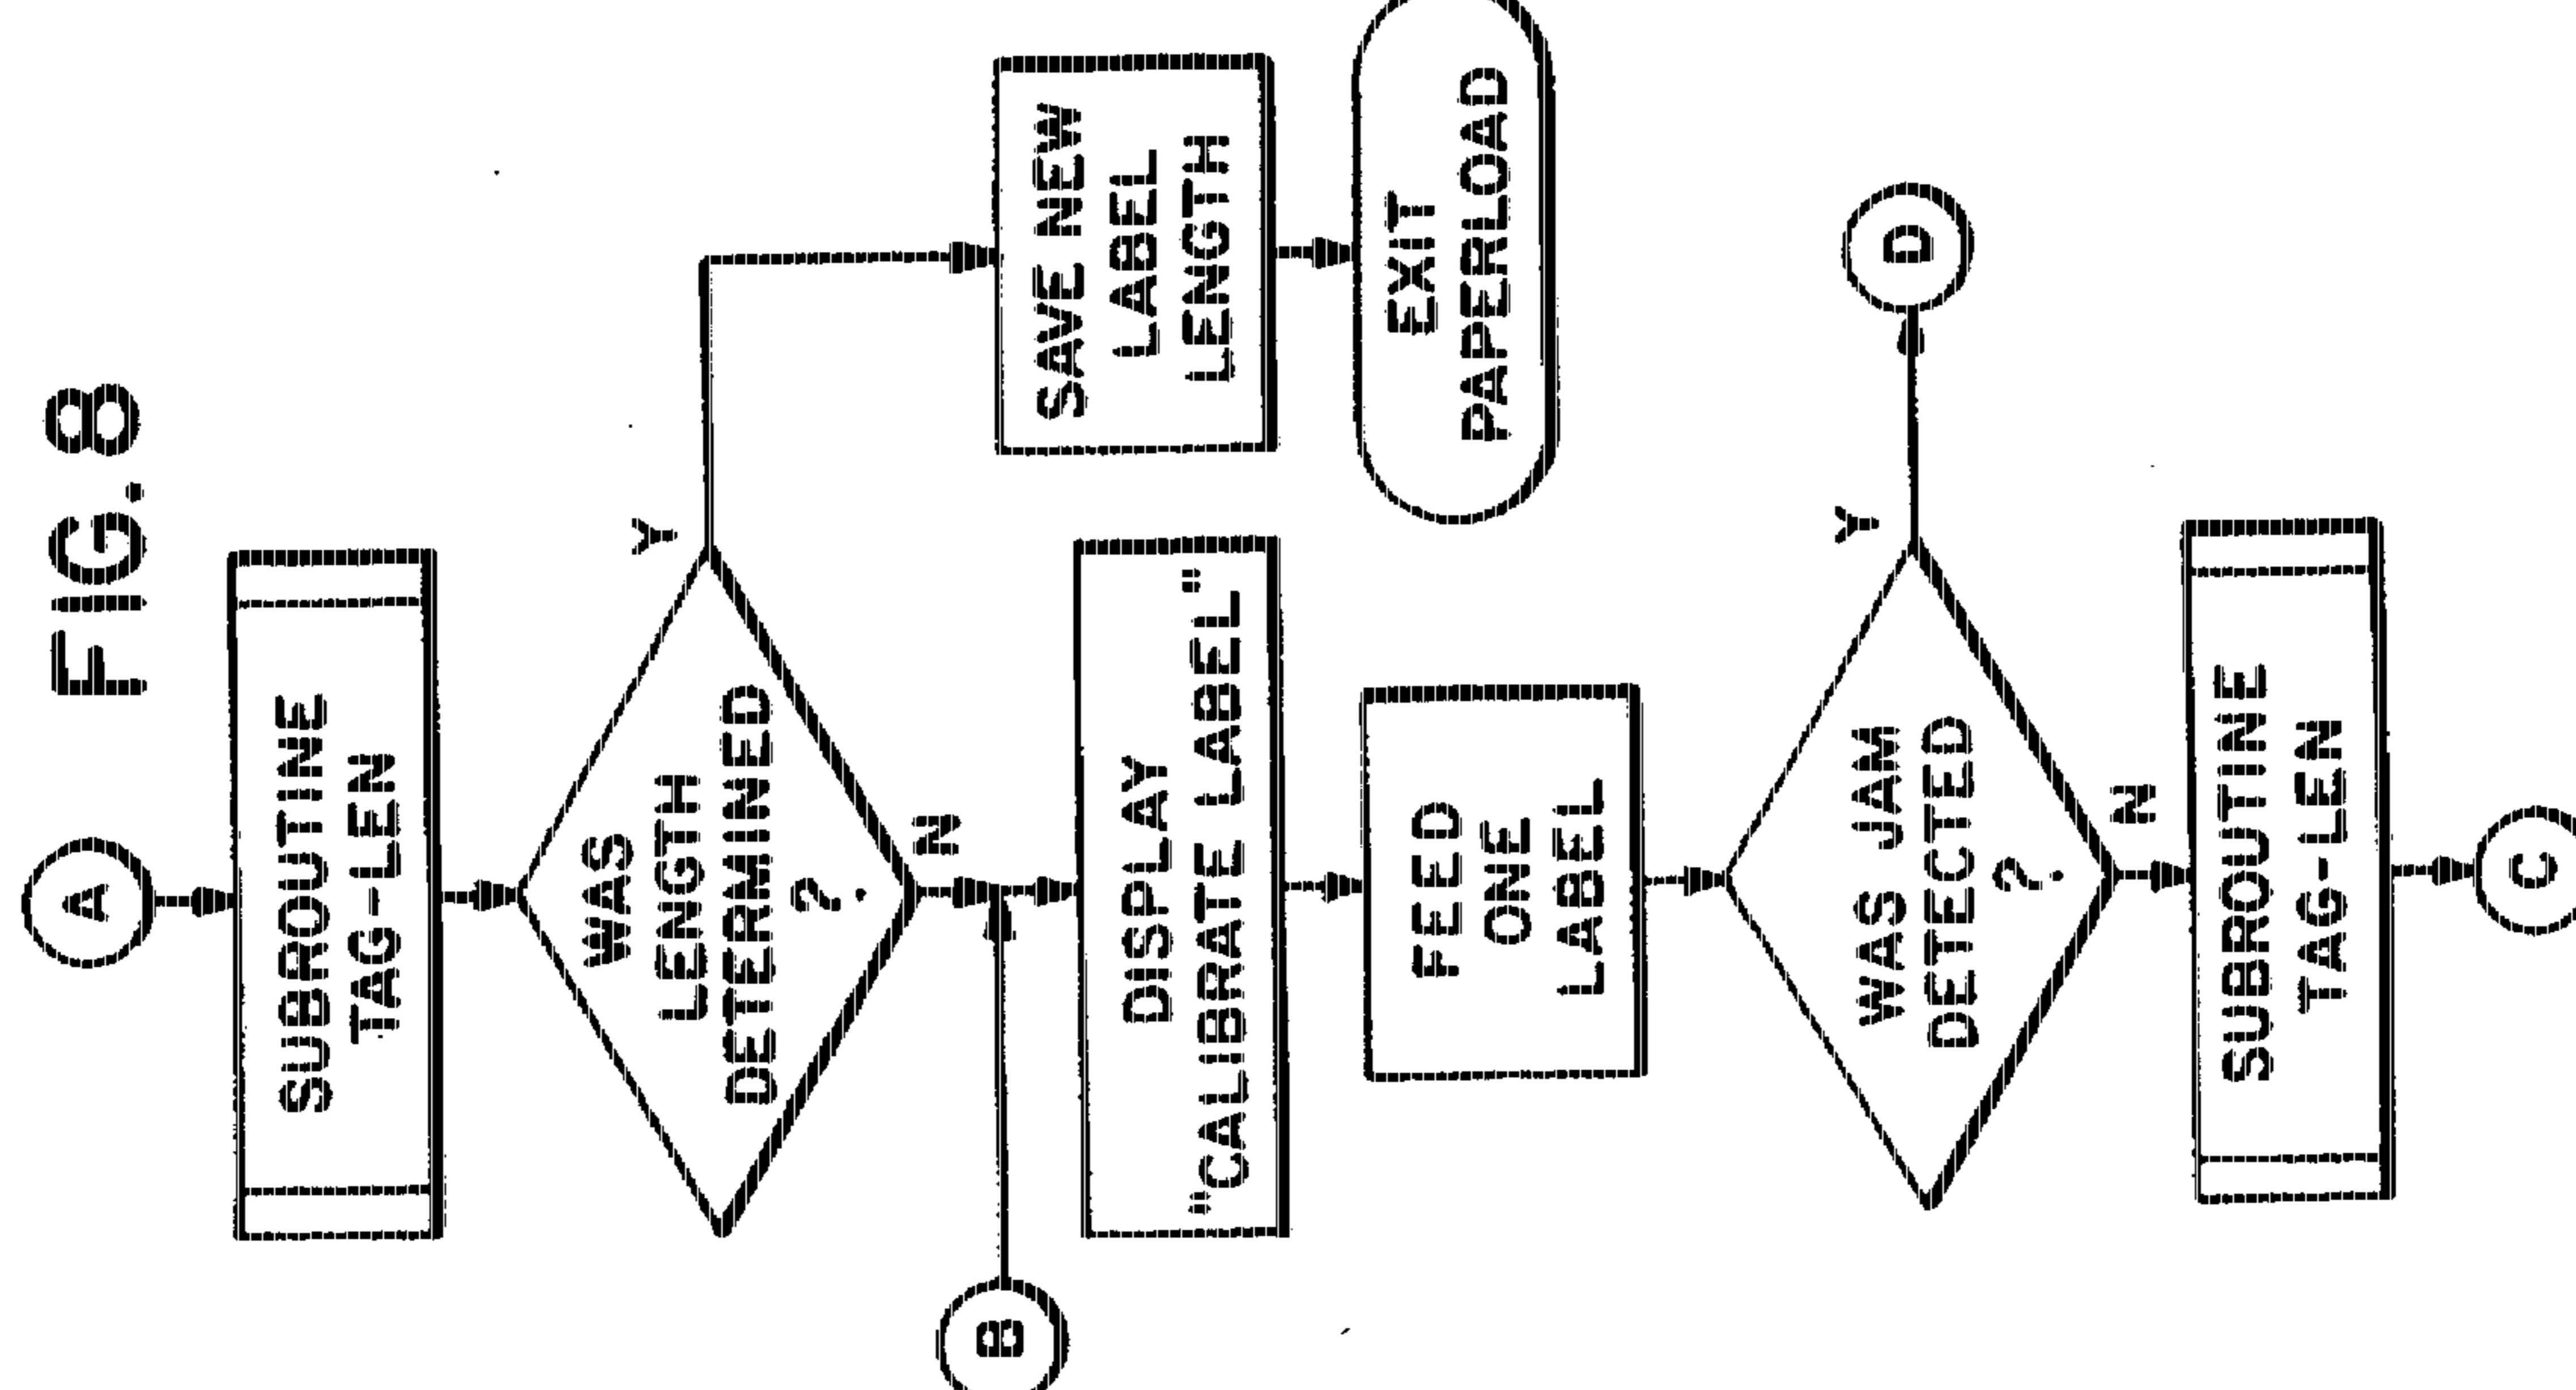 FIG. 8
A
SUBROUTINE
TAG-LEN
WAS
LENGTH
DETERMINED
?
Y
N
SAVE NEW
LABEL
LENGTH
EXIT
PAPERLOAD
B
DISPLAY
"CALIBRATE LABEL"
FEED
ONE
LABEL
WAS JAM
DETECTED
?
Y
D
N
SUBROUTINE
TAG-LEN
C